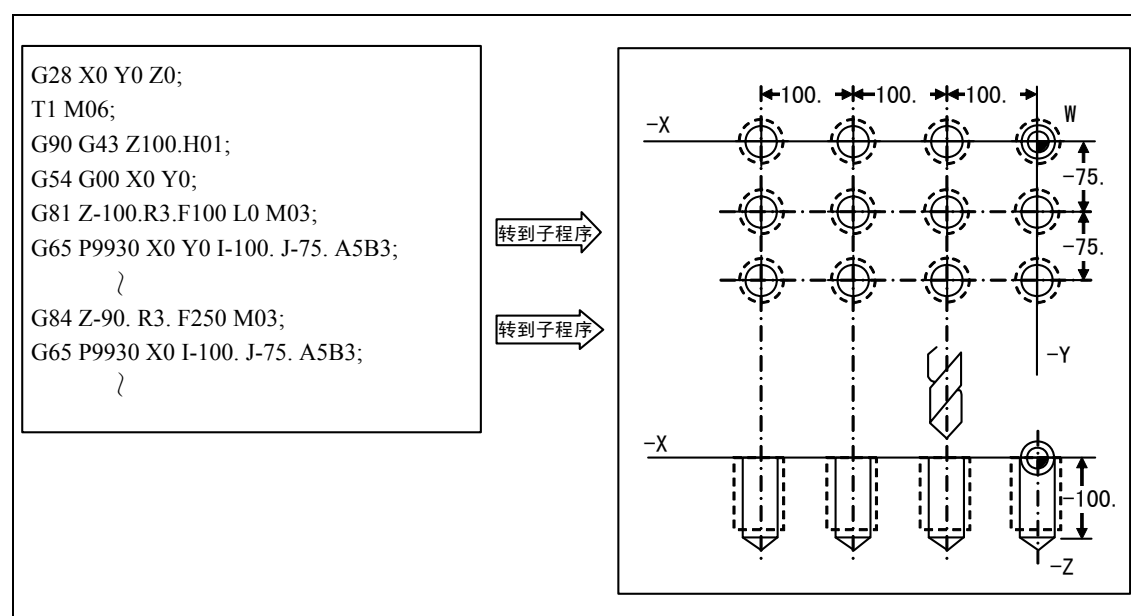 G28 X0 Y0 Z0;
T1 M06;
G90 G43 Z100.H01;
G54 G00 X0 Y0;
G81 Z-100.R3.F100 L0 M03;
G65 P9930 X0 Y0 I-100. J-75. A5B3;
~
G84 Z-90. R3. F250 M03;
G65 P9930 X0 I-100. J-75. A5B3;
~
转到子程序
转到子程序
100. 100. 100.
-X
W
-75.
-75.
-Y
-X
-100.
-Z